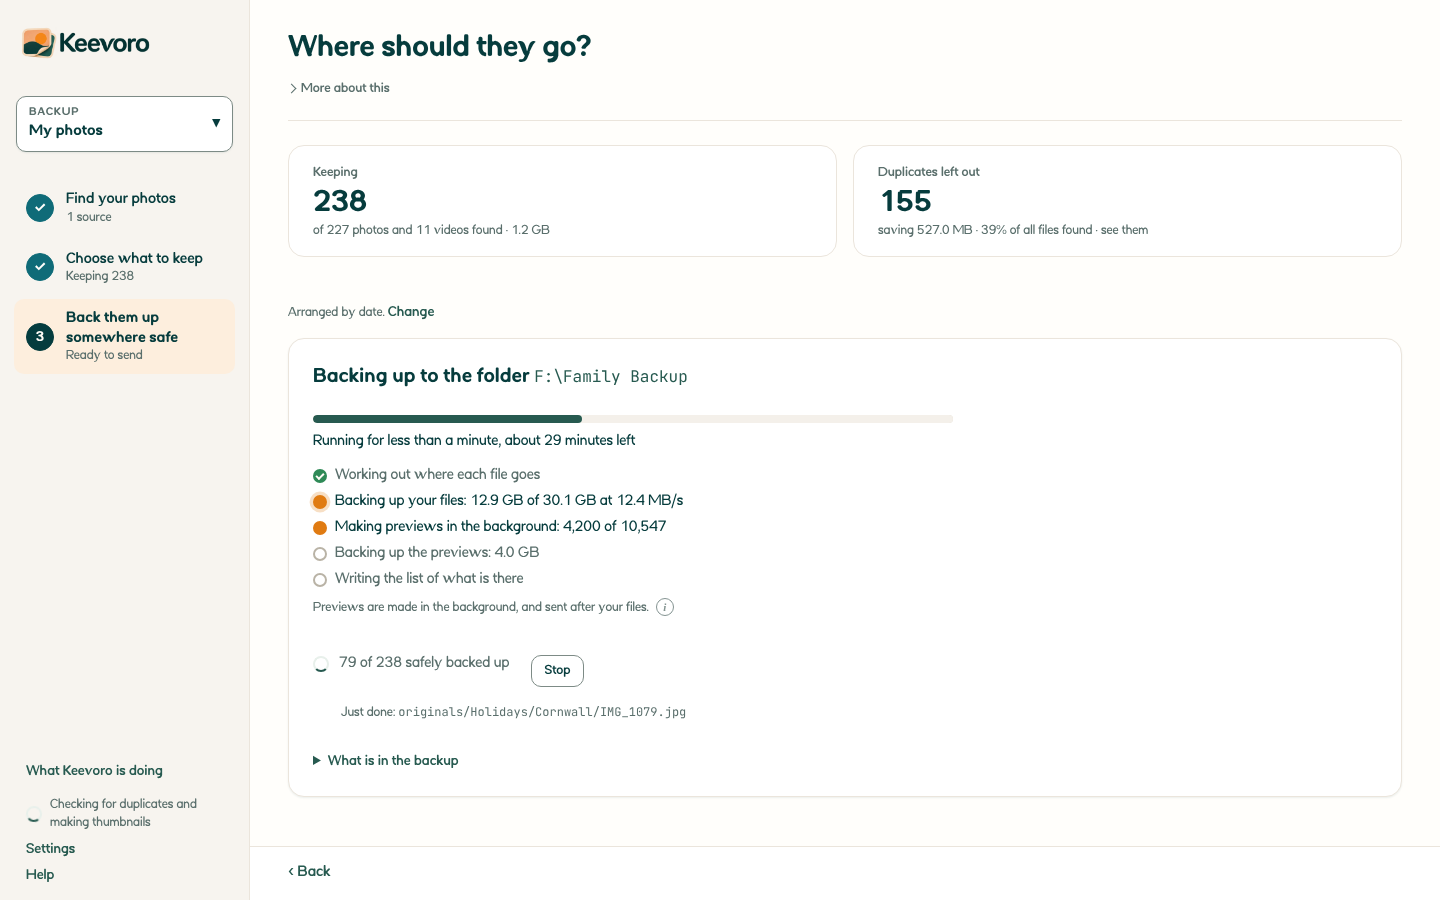 Keevoro
BACKUP
My photos
Find your photos
1 source
Choose what to keep
Keeping 238
3
Back them up
somewhere safe
Ready to send
What Keevoro is doing
Checking for duplicates and
making thumbnails
Settings
Help
Where should they go?
More about this
Keeping
238
of 227 photos and 11 videos found · 1.2 GB
Duplicates left out
155
saving 527.0 MB · 39% of all files found · see them
Arranged by date. Change
Backing up to the folder F:\Family Backup
Running for less than a minute, about 29 minutes left
Working out where each file goes
Backing up your files: 12.9 GB of 30.1 GB at 12.4 MB/s
Making previews in the background: 4,200 of 10,547
Backing up the previews: 4.0 GB
Writing the list of what is there
Previews are made in the background, and sent after your files. i
79 of 238 safely backed up
Stop
Just done: originals/Holidays/Cornwall/IMG_1079.jpg
What is in the backup
‹ Back